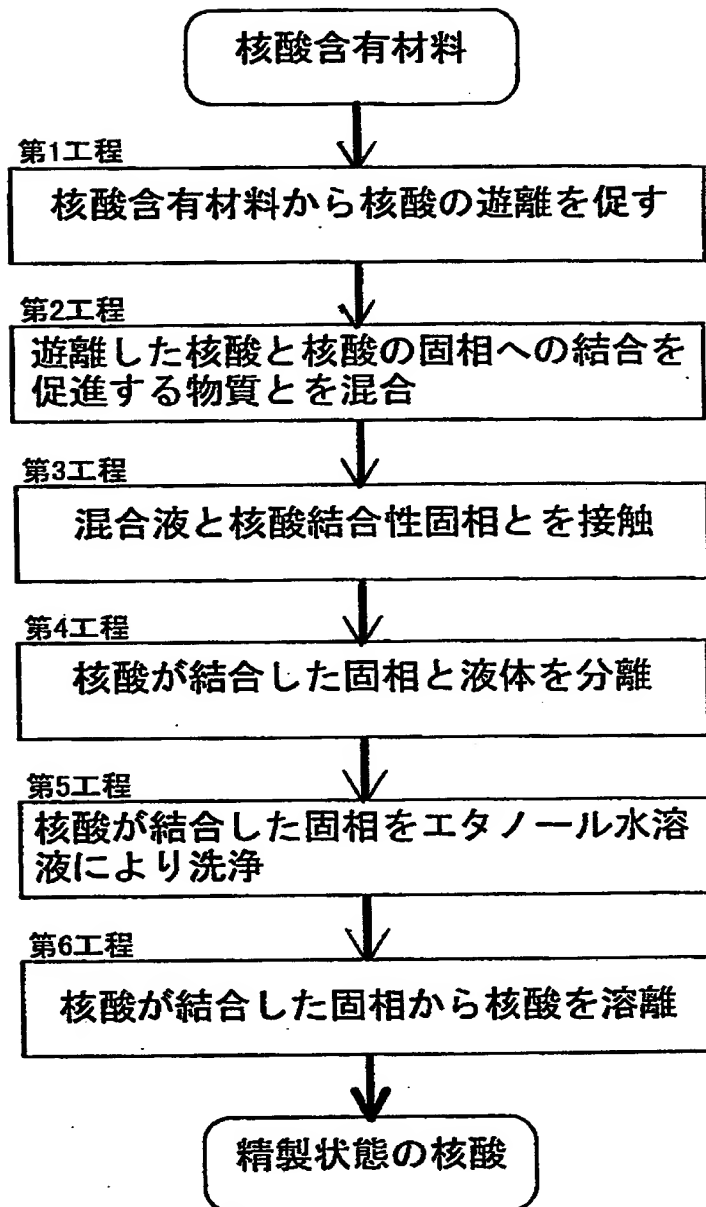 核酸含有材料
第1工程
核酸含有材料から核酸の遊離を促す
第2工程
遊離した核酸と核酸の固相への結合を
促進する物質とを混合
第3工程
混合液と核酸結合性固相とを接触
第4工程
核酸が結合した固相と液体を分離
第5工程
核酸が結合した固相をエタノール水溶
液により洗浄
第6工程
核酸が結合した固相から核酸を溶離
精製状態の核酸